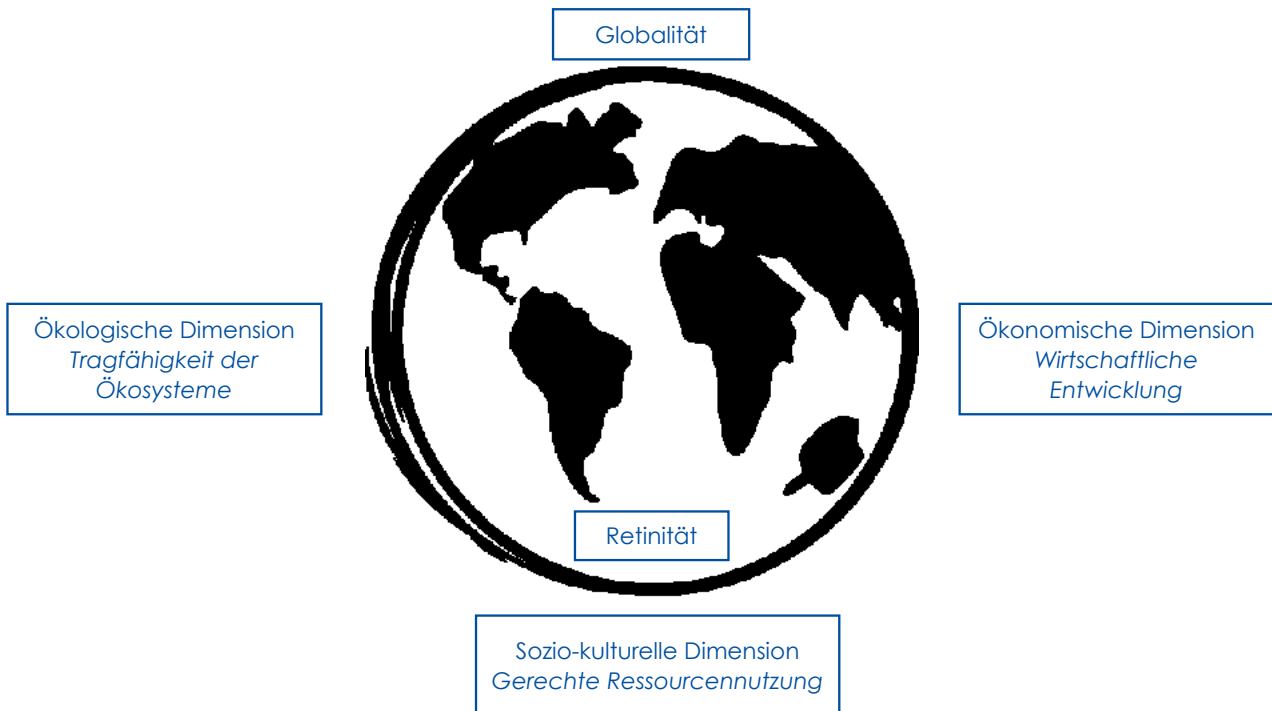 Globalität
Ökologische Dimension
Tragfähigkeit der
Ökosysteme
Ökonomische Dimension
Wirtschaftliche
Entwicklung
Retinität
Sozio-kulturelle Dimension
Gerechte Ressourcennutzung